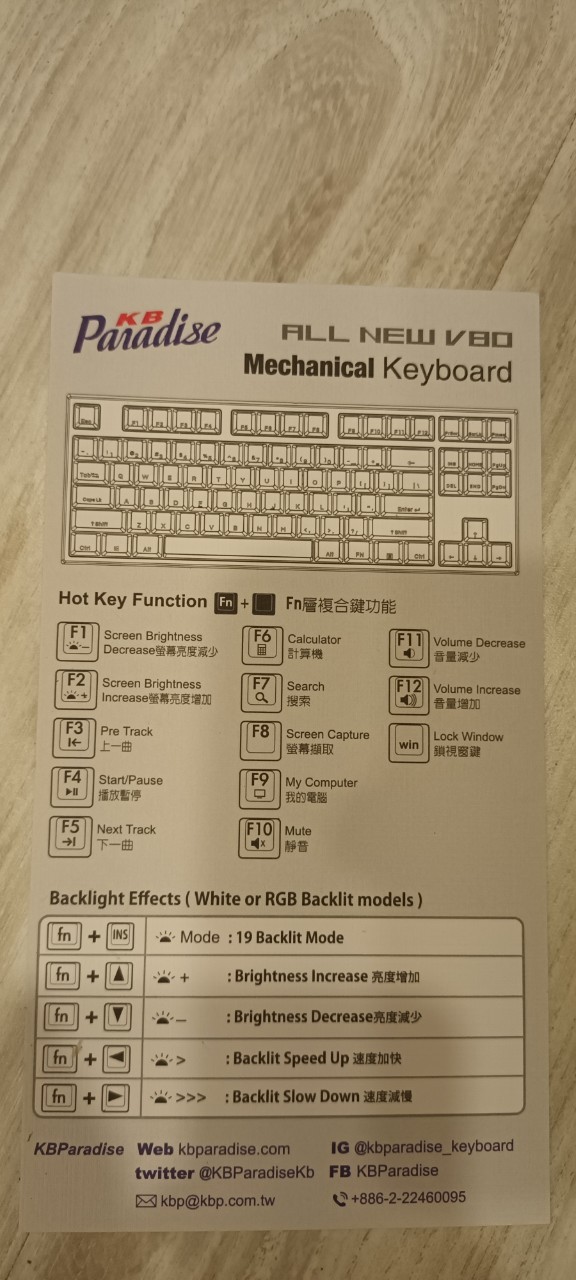 KB
Paradise
ALL NEW V80
Mechanical Keyboard
Hot Key Function Fn + Fn層複合鍵功能
F1 Screen Brightness
Decrease螢幕亮度減少
F2 Screen Brightness
Increase螢幕亮度增加
F3 Pre Track
上一曲
F4 Start/Pause
播放暫停
F5 Next Track
下一曲
F6 Calculator
計算機
F7 Search
搜索
F8 Screen Capture
螢幕擷取
F9 My Computer
我的電腦
F10 Mute
靜音
F11 Volume Decrease
音量減少
F12 Volume Increase
音量增加
win Lock Window
鎖視窗鍵
Backlight Effects ( White or RGB Backlit models )
fn + INS Mode : 19 Backlit Mode
fn + ▲ + : Brightness Increase 亮度增加
fn + ▼ – : Brightness Decrease亮度減少
fn + ◄ > : Backlit Speed Up 速度加快
fn + ► >>> : Backlit Slow Down 速度減慢
KBParadise Web kbparadise.com IG @kbparadise_keyboard
twitter @KBParadiseKb FB KBParadise
kbp@kbp.com.tw +886-2-22460095